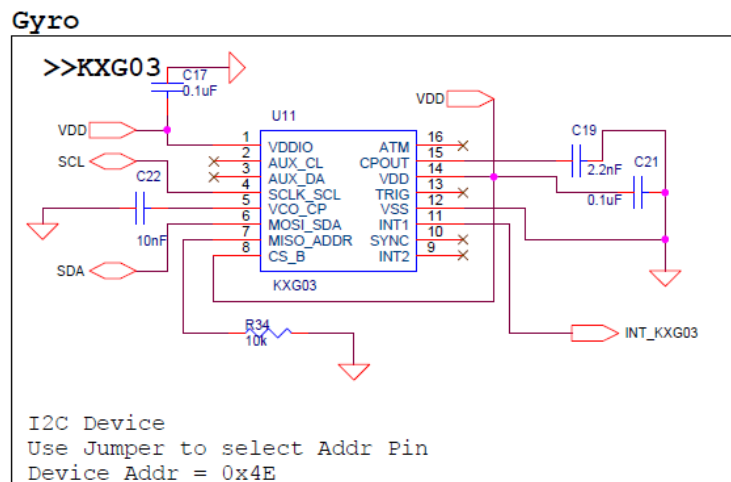 Gyro
>>KXG03
C17
0.1uF
VDD
SCL
C22
10nF
SDA
U11
1 VDDIO
2 AUX_CL
3 AUX_DA
4 SCLK_SCL
5 VCO_CP
6 MOSI_SDA
7 MISO_ADDR
8 CS_B
ATM 16
CPOUT 15
VDD 14
TRIG 13
VSS 12
INT1 11
SYNC 10
INT2 9
KXG03
VDD
C19
2.2nF
C21
0.1uF
INT_KXG03
R34
10k
I2C Device
Use Jumper to select Addr Pin
Device Addr = 0x4E